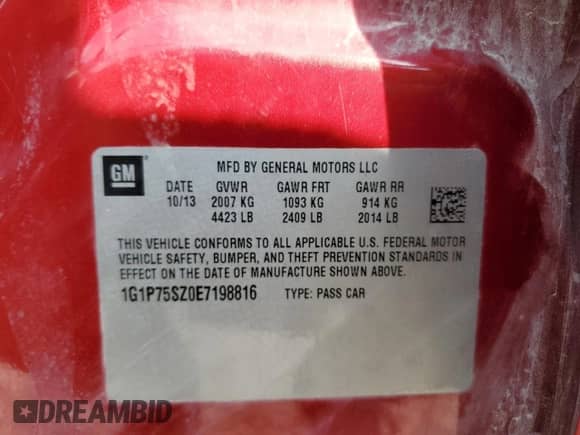 GM
MFD BY GENERAL MOTORS LLC
DATE GVWR GAWR FRT GAWR RR
10/13 2007 KG 1093 KG 914 KG
4423 LB 2409 LB 2014 LB
THIS VEHICLE CONFORMS TO ALL APPLICABLE U.S. FEDERAL MOTOR
VEHICLE SAFETY, BUMPER, AND THEFT PREVENTION STANDARDS IN
EFFECT ON THE DATE OF MANUFACTURE SHOWN ABOVE.
1G1P75SZ0E7198816 TYPE: PASS CAR
DREAMBID